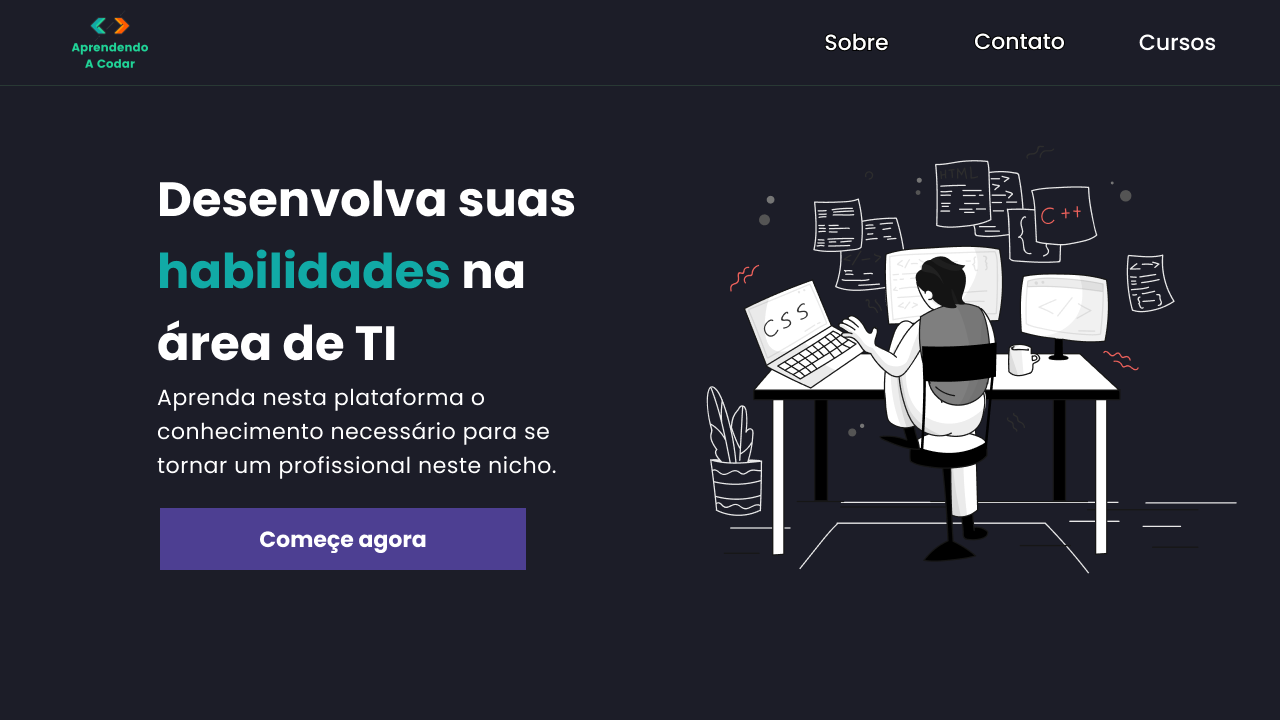 Aprendendo
A Codar
Sobre
Contato
Cursos
Desenvolva suas
habilidades na
área de TI
Aprenda nesta plataforma o
conhecimento necessário para se
tornar um profissional neste nicho.
Começe agora
HTML
C ++
CSS